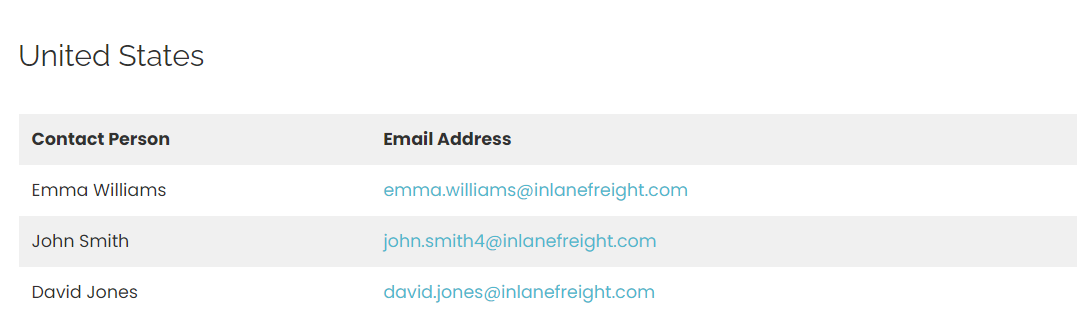 United States
Contact Person Email Address
Emma Williams emma.williams@inlanefreight.com
John Smith john.smith4@inlanefreight.com
David Jones david.jones@inlanefreight.com